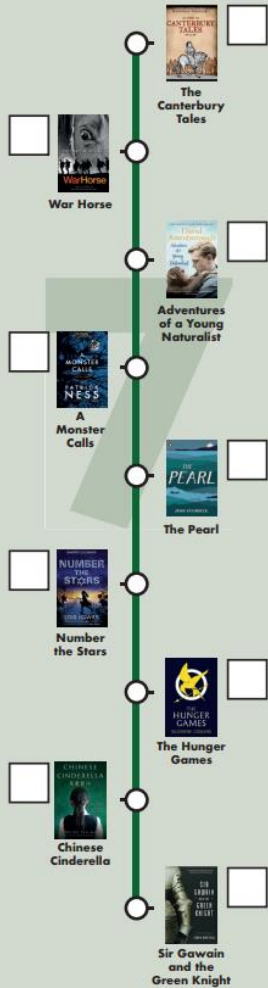 CANTERBURY
TALES
The
Canterbury
Tales
WarHorse
War Horse
David
Attenborough
Adventures
of a
Young
Naturalist
Adventures
of a Young
Naturalist
A
MONSTER
CALLS
PATRICK
NESS
A
Monster
Calls
7
THE
PEARL
JOHN STEINBECK
The Pearl
NUMBER
THE
STARS
LOIS LOWRY
Number
the Stars
THE
HUNGER
GAMES
SUZANNE COLLINS
The Hunger
Games
CHINESE
CINDERELLA
Chinese
Cinderella
SIR
GAWAIN
AND THE
GREEN
KNIGHT
Sir Gawain
and the
Green Knight